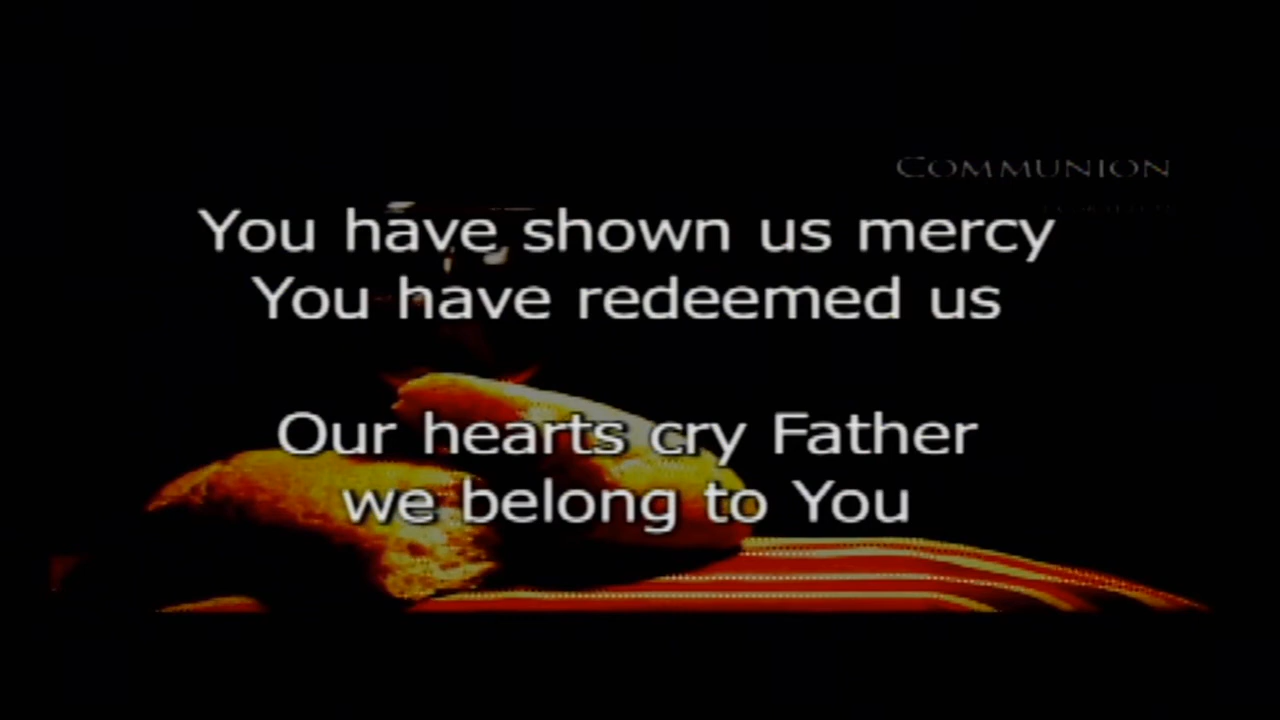 COMMUNION
You have shown us mercy
You have redeemed us
Our hearts cry Father
we belong to You